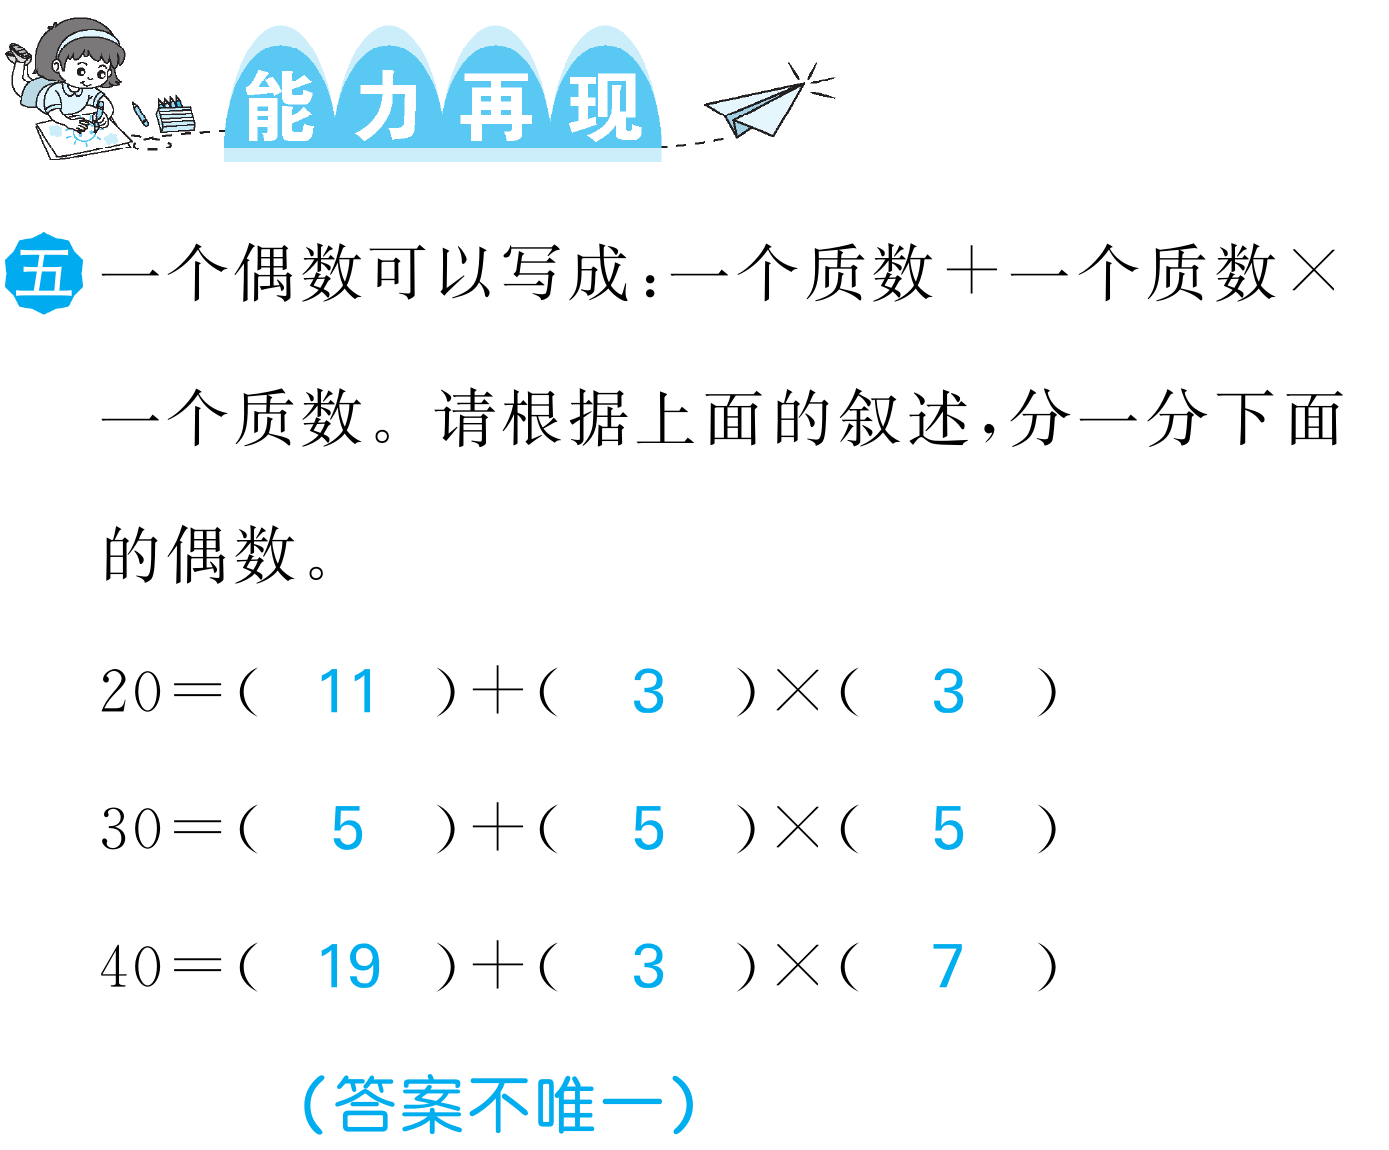 能力再现
五 一个偶数可以写成:一个质数+一个质数×
一个质数。请根据上面的叙述,分一分下面
的偶数。
20=( 11 )+( 3 )×( 3 )
30=( 5 )+( 5 )×( 5 )
40=( 19 )+( 3 )×( 7 )
(答案不唯一)